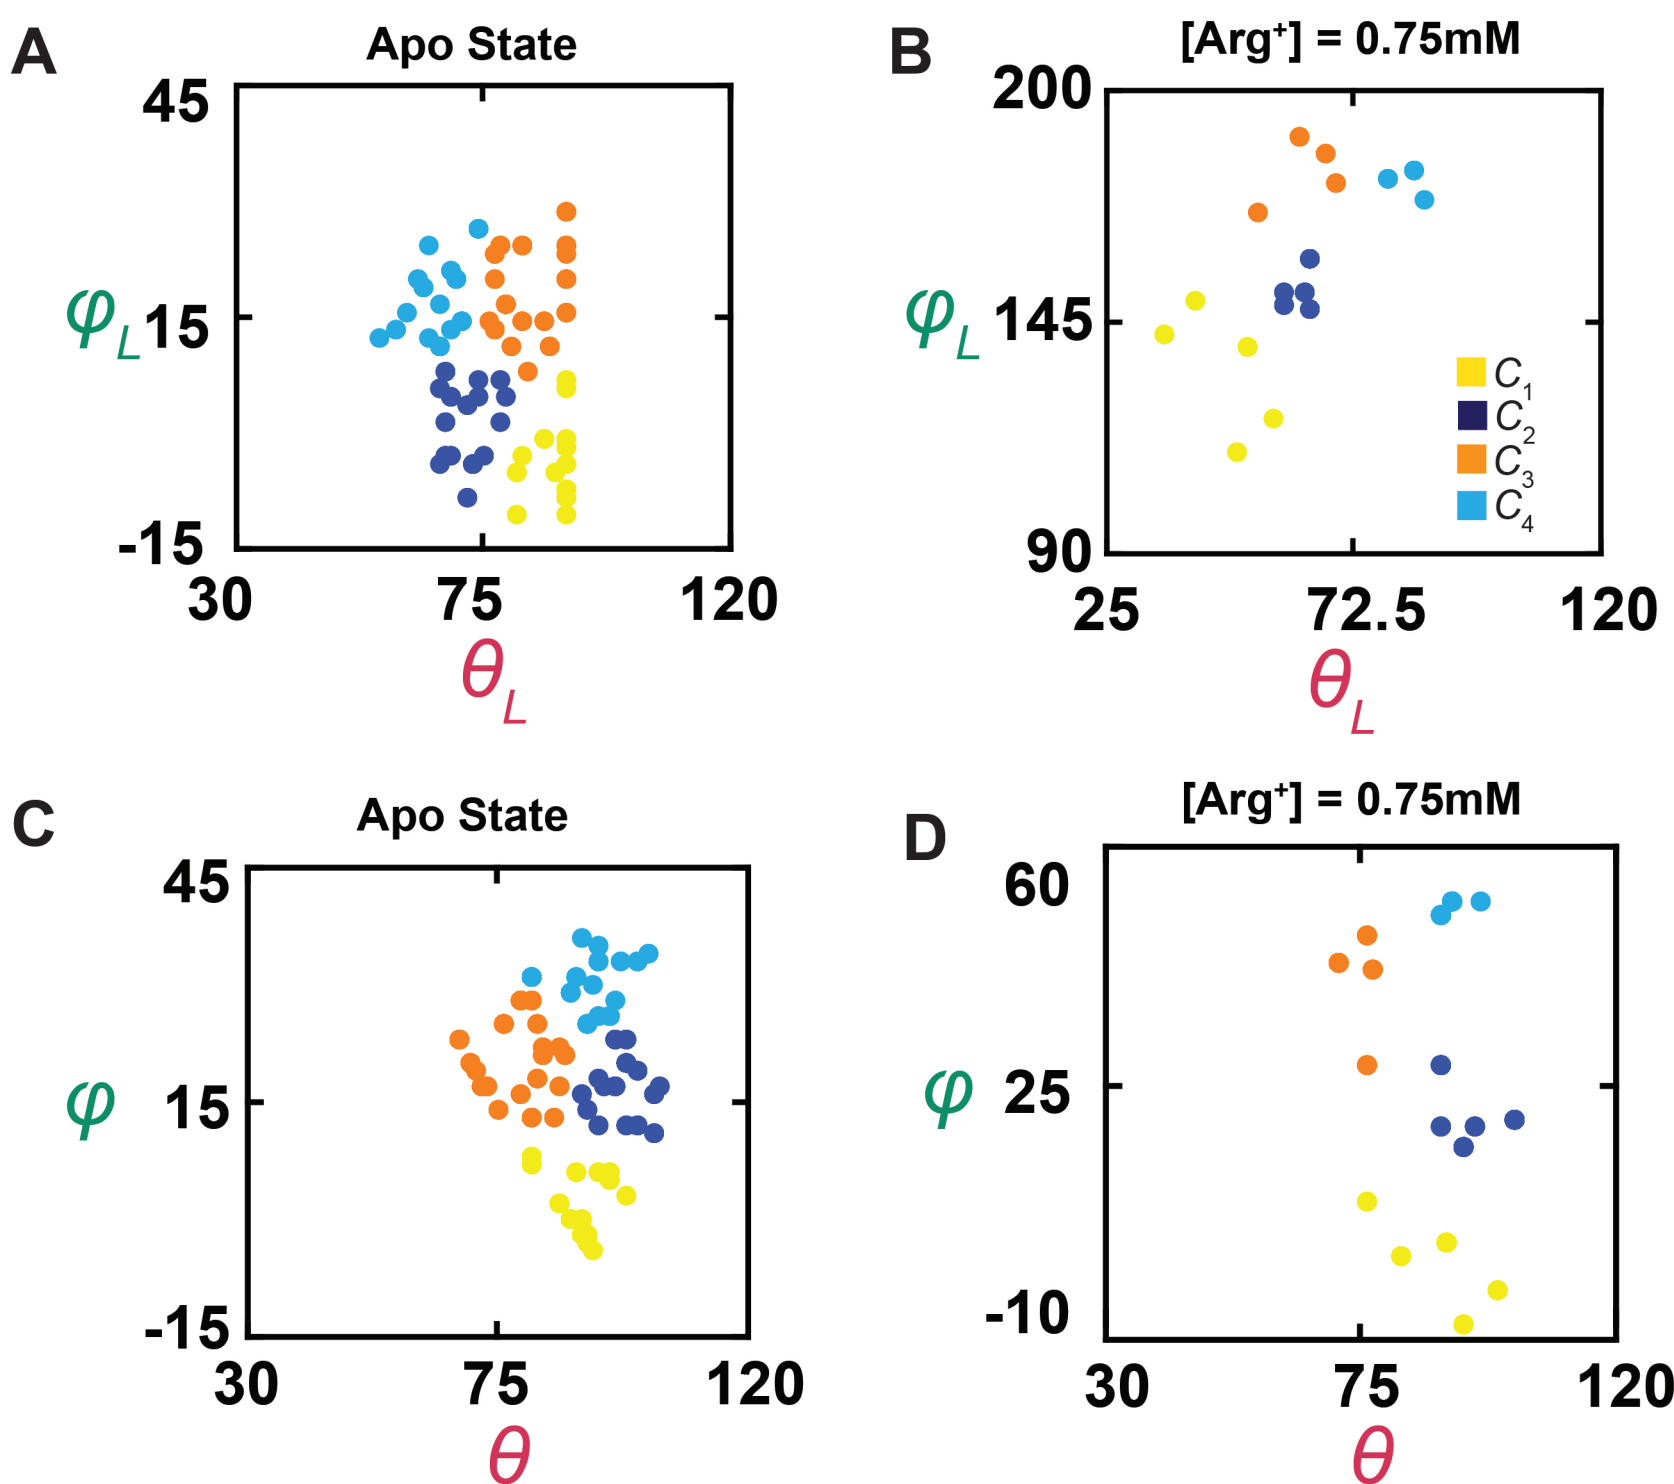 A
Apo State
45
φL
15
-15
30 75 120
θL
B
[Arg+] = 0.75mM
200
φL
145
90
25 72.5 120
θL
C1
C2
C3
C4
C
Apo State
45
φ
15
-15
30 75 120
θ
D
[Arg+] = 0.75mM
60
φ
25
-10
30 75 120
θ